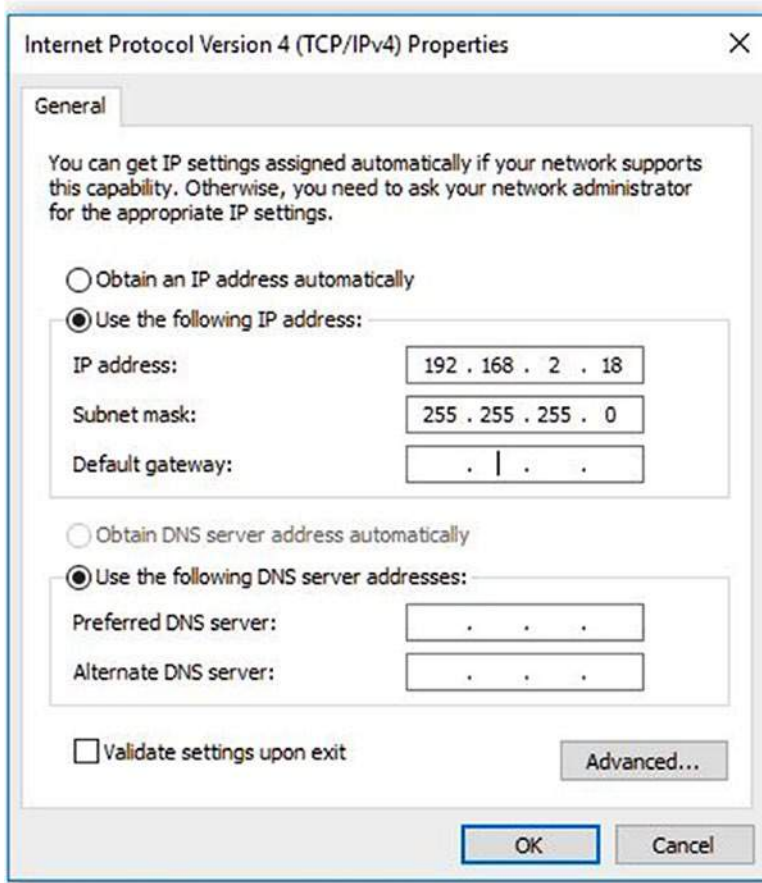 Internet Protocol Version 4 (TCP/IPv4) Properties
General
You can get IP settings assigned automatically if your network supports
this capability. Otherwise, you need to ask your network administrator
for the appropriate IP settings.
Obtain an IP address automatically
Use the following IP address:
IP address: 192 . 168 . 2 . 18
Subnet mask: 255 . 255 . 255 . 0
Default gateway: . . .
Obtain DNS server address automatically
Use the following DNS server addresses:
Preferred DNS server: . . .
Alternate DNS server: . . .
Validate settings upon exit
Advanced...
OK Cancel